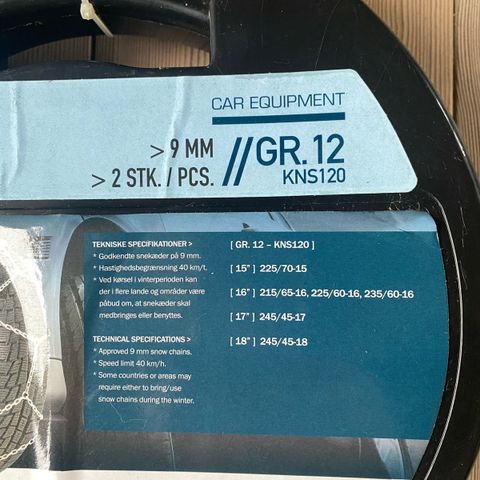 CAR EQUIPMENT
> 9 MM
> 2 STK. / PCS.
//GR. 12
KNS120
TEKNISKE SPECIFIKATIONER >
* Godkendte snekæder på 9 mm.
* Hastighedsbegrænsning 40 km/t.
* Ved kørsel i vinterperioden kan
der i flere lande og områder være
påbud om, at snekæder skal
medbringes eller benyttes.
TECHNICAL SPECIFICATIONS >
* Approved 9 mm snow chains.
* Speed limit 40 km/h.
* Some countries or areas may
require either to bring/use
snow chains during the winter.
[ GR. 12 – KNS120 ]
[ 15" ] 225/70-15
[ 16" ] 215/65-16, 225/60-16, 235/60-16
[ 17" ] 245/45-17
[ 18" ] 245/45-18